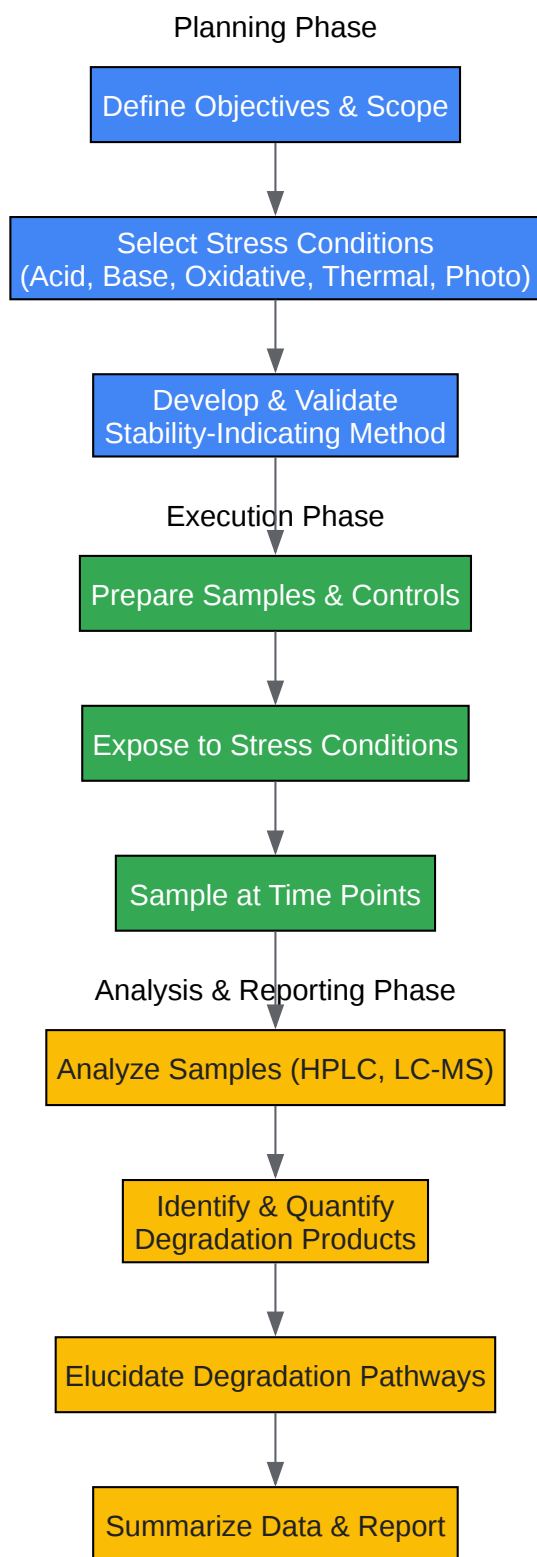 Planning Phase
Define Objectives & Scope
Select Stress Conditions
(Acid, Base, Oxidative, Thermal, Photo)
Develop & Validate
Stability-Indicating Method
Execution Phase
Prepare Samples & Controls
Expose to Stress Conditions
Sample at Time Points
Analysis & Reporting Phase
Analyze Samples (HPLC, LC-MS)
Identify & Quantify
Degradation Products
Elucidate Degradation Pathways
Summarize Data & Report